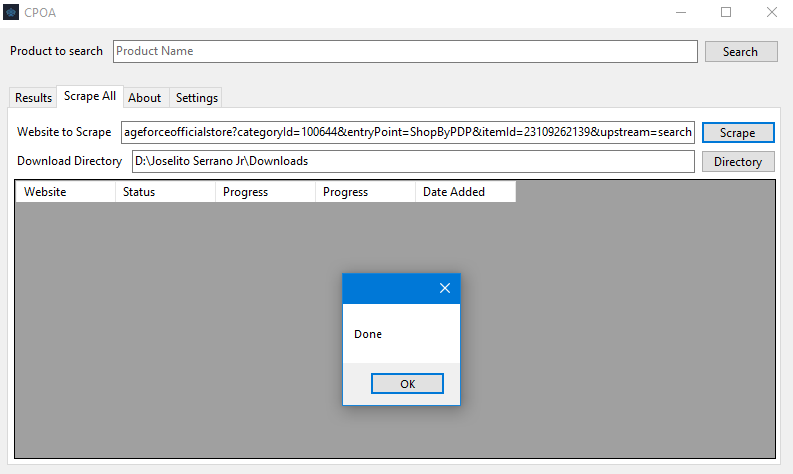 CPOA
Product to search Product Name Search
Results Scrape All About Settings
Website to Scrape ageforceofficialstore?categoryId=100644&entryPoint=ShopByPDP&itemId=23109262139&upstream=search Scrape
Download Directory D:\Joselito Serrano Jr\Downloads Directory
Website Status Progress Progress Date Added
Done
OK